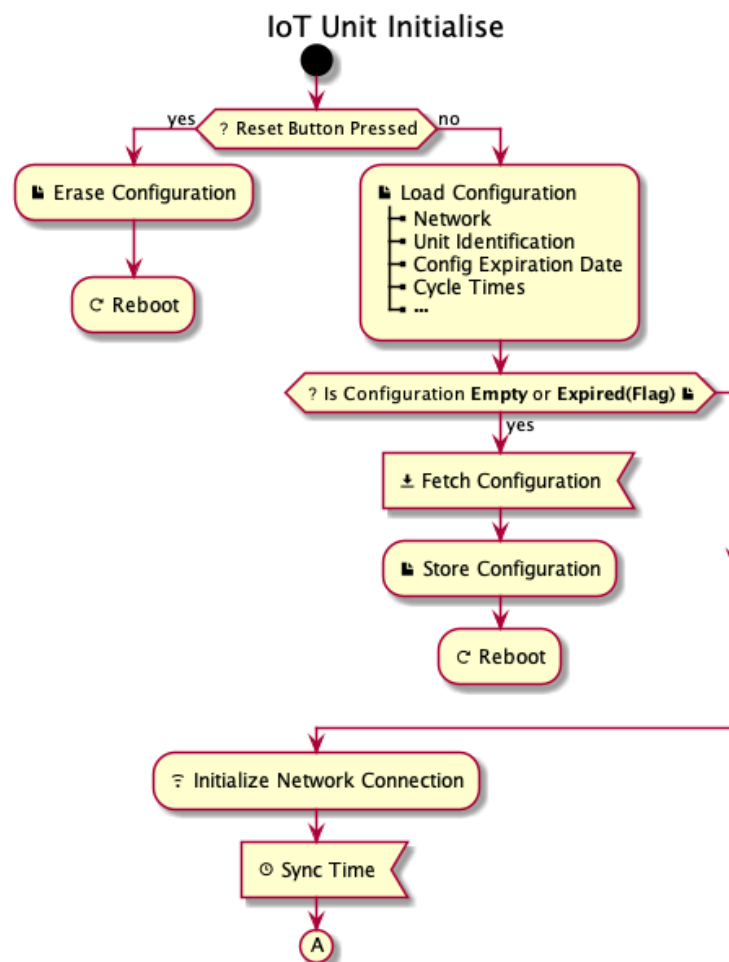 IoT Unit Initialise
yes
? Reset Button Pressed
no
Erase Configuration
Reboot
Load Configuration
Network
Unit Identification
Config Expiration Date
Cycle Times
...
? Is Configuration Empty or Expired(Flag)
yes
Fetch Configuration
Store Configuration
Reboot
Initialize Network Connection
Sync Time
A